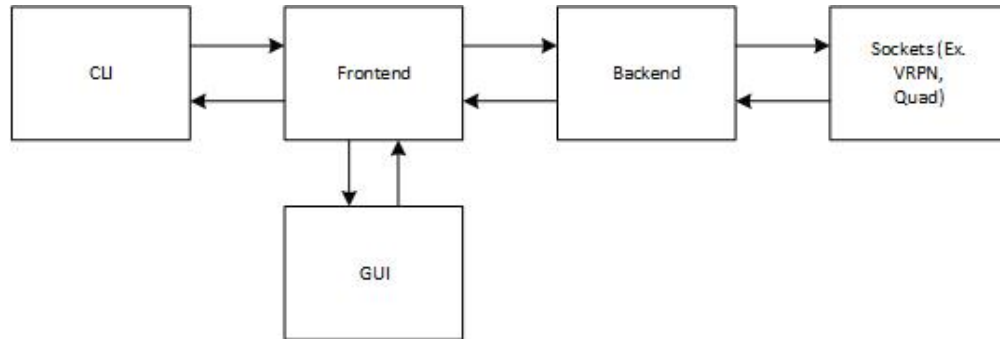 CLI
Frontend
Backend
Sockets (Ex.
VRPN,
Quad)
GUI